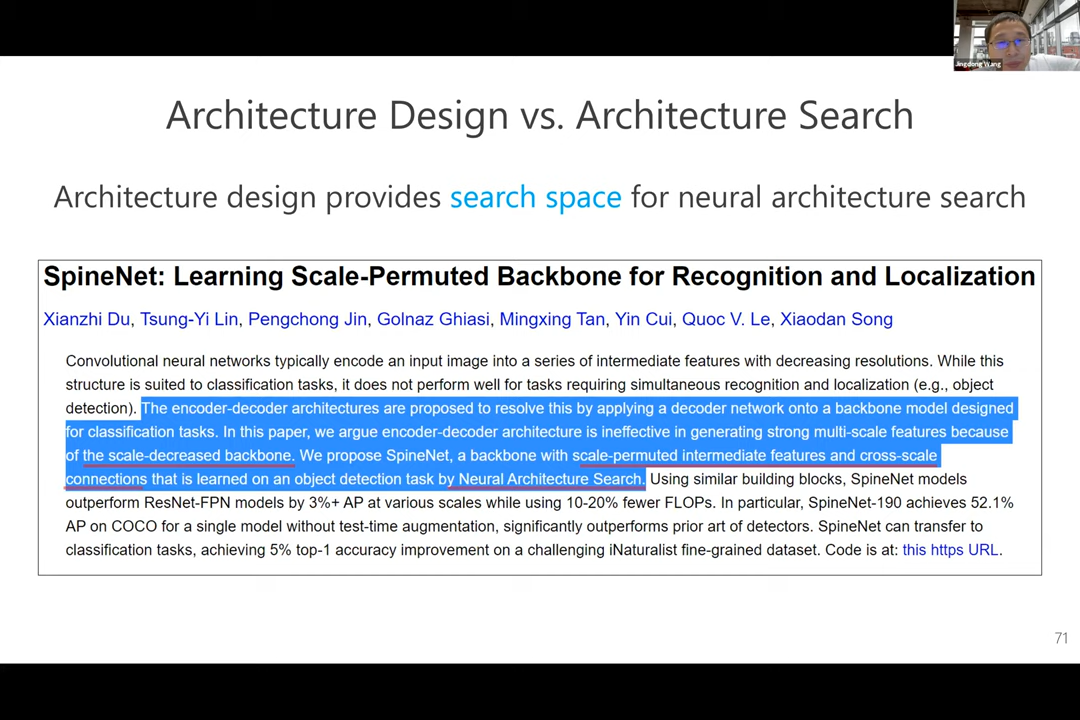 Jingdong Wang
Architecture Design vs. Architecture Search
Architecture design provides search space for neural architecture search
SpineNet: Learning Scale-Permuted Backbone for Recognition and Localization
Xianzhi Du, Tsung-Yi Lin, Pengchong Jin, Golnaz Ghiasi, Mingxing Tan, Yin Cui, Quoc V. Le, Xiaodan Song
Convolutional neural networks typically encode an input image into a series of intermediate features with decreasing resolutions. While this
structure is suited to classification tasks, it does not perform well for tasks requiring simultaneous recognition and localization (e.g., object
detection). The encoder-decoder architectures are proposed to resolve this by applying a decoder network onto a backbone model designed
for classification tasks. In this paper, we argue encoder-decoder architecture is ineffective in generating strong multi-scale features because
of the scale-decreased backbone. We propose SpineNet, a backbone with scale-permuted intermediate features and cross-scale
connections that is learned on an object detection task by Neural Architecture Search. Using similar building blocks, SpineNet models
outperform ResNet-FPN models by 3%+ AP at various scales while using 10-20% fewer FLOPs. In particular, SpineNet-190 achieves 52.1%
AP on COCO for a single model without test-time augmentation, significantly outperforms prior art of detectors. SpineNet can transfer to
classification tasks, achieving 5% top-1 accuracy improvement on a challenging iNaturalist fine-grained dataset. Code is at: this https URL.
71